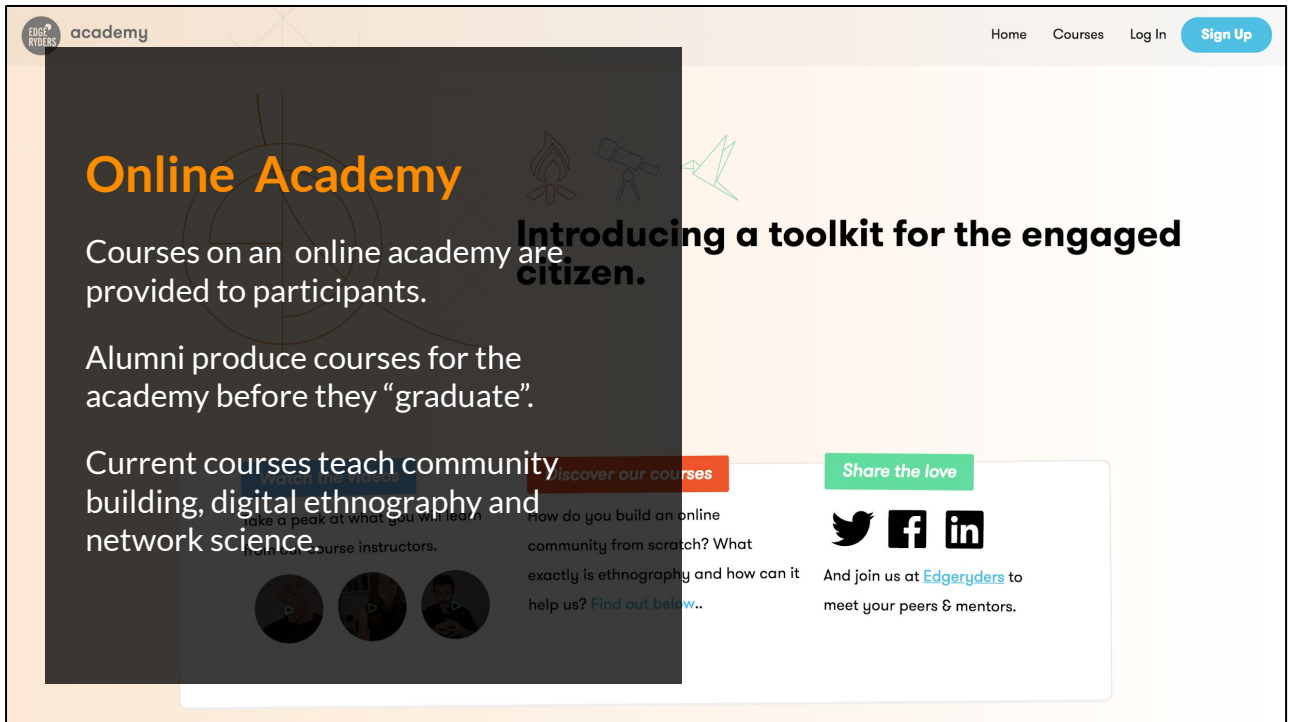 EDGE
RYDERS
academy
Home Courses Log In Sign Up
Online Academy
Courses on an online academy are
provided to participants.
Alumni produce courses for the
academy before they “graduate”.
Current courses teach community
building, digital ethnography and
network science.
Introducing a toolkit for the engaged
citizen.
Watch the videos
Take a peak at what you will learn
from our course instructors.
Discover our courses
How do you build an online
community from scratch? What
exactly is ethnography and how can it
help us? Find out below..
Share the love
And join us at Edgeryders to
meet your peers & mentors.